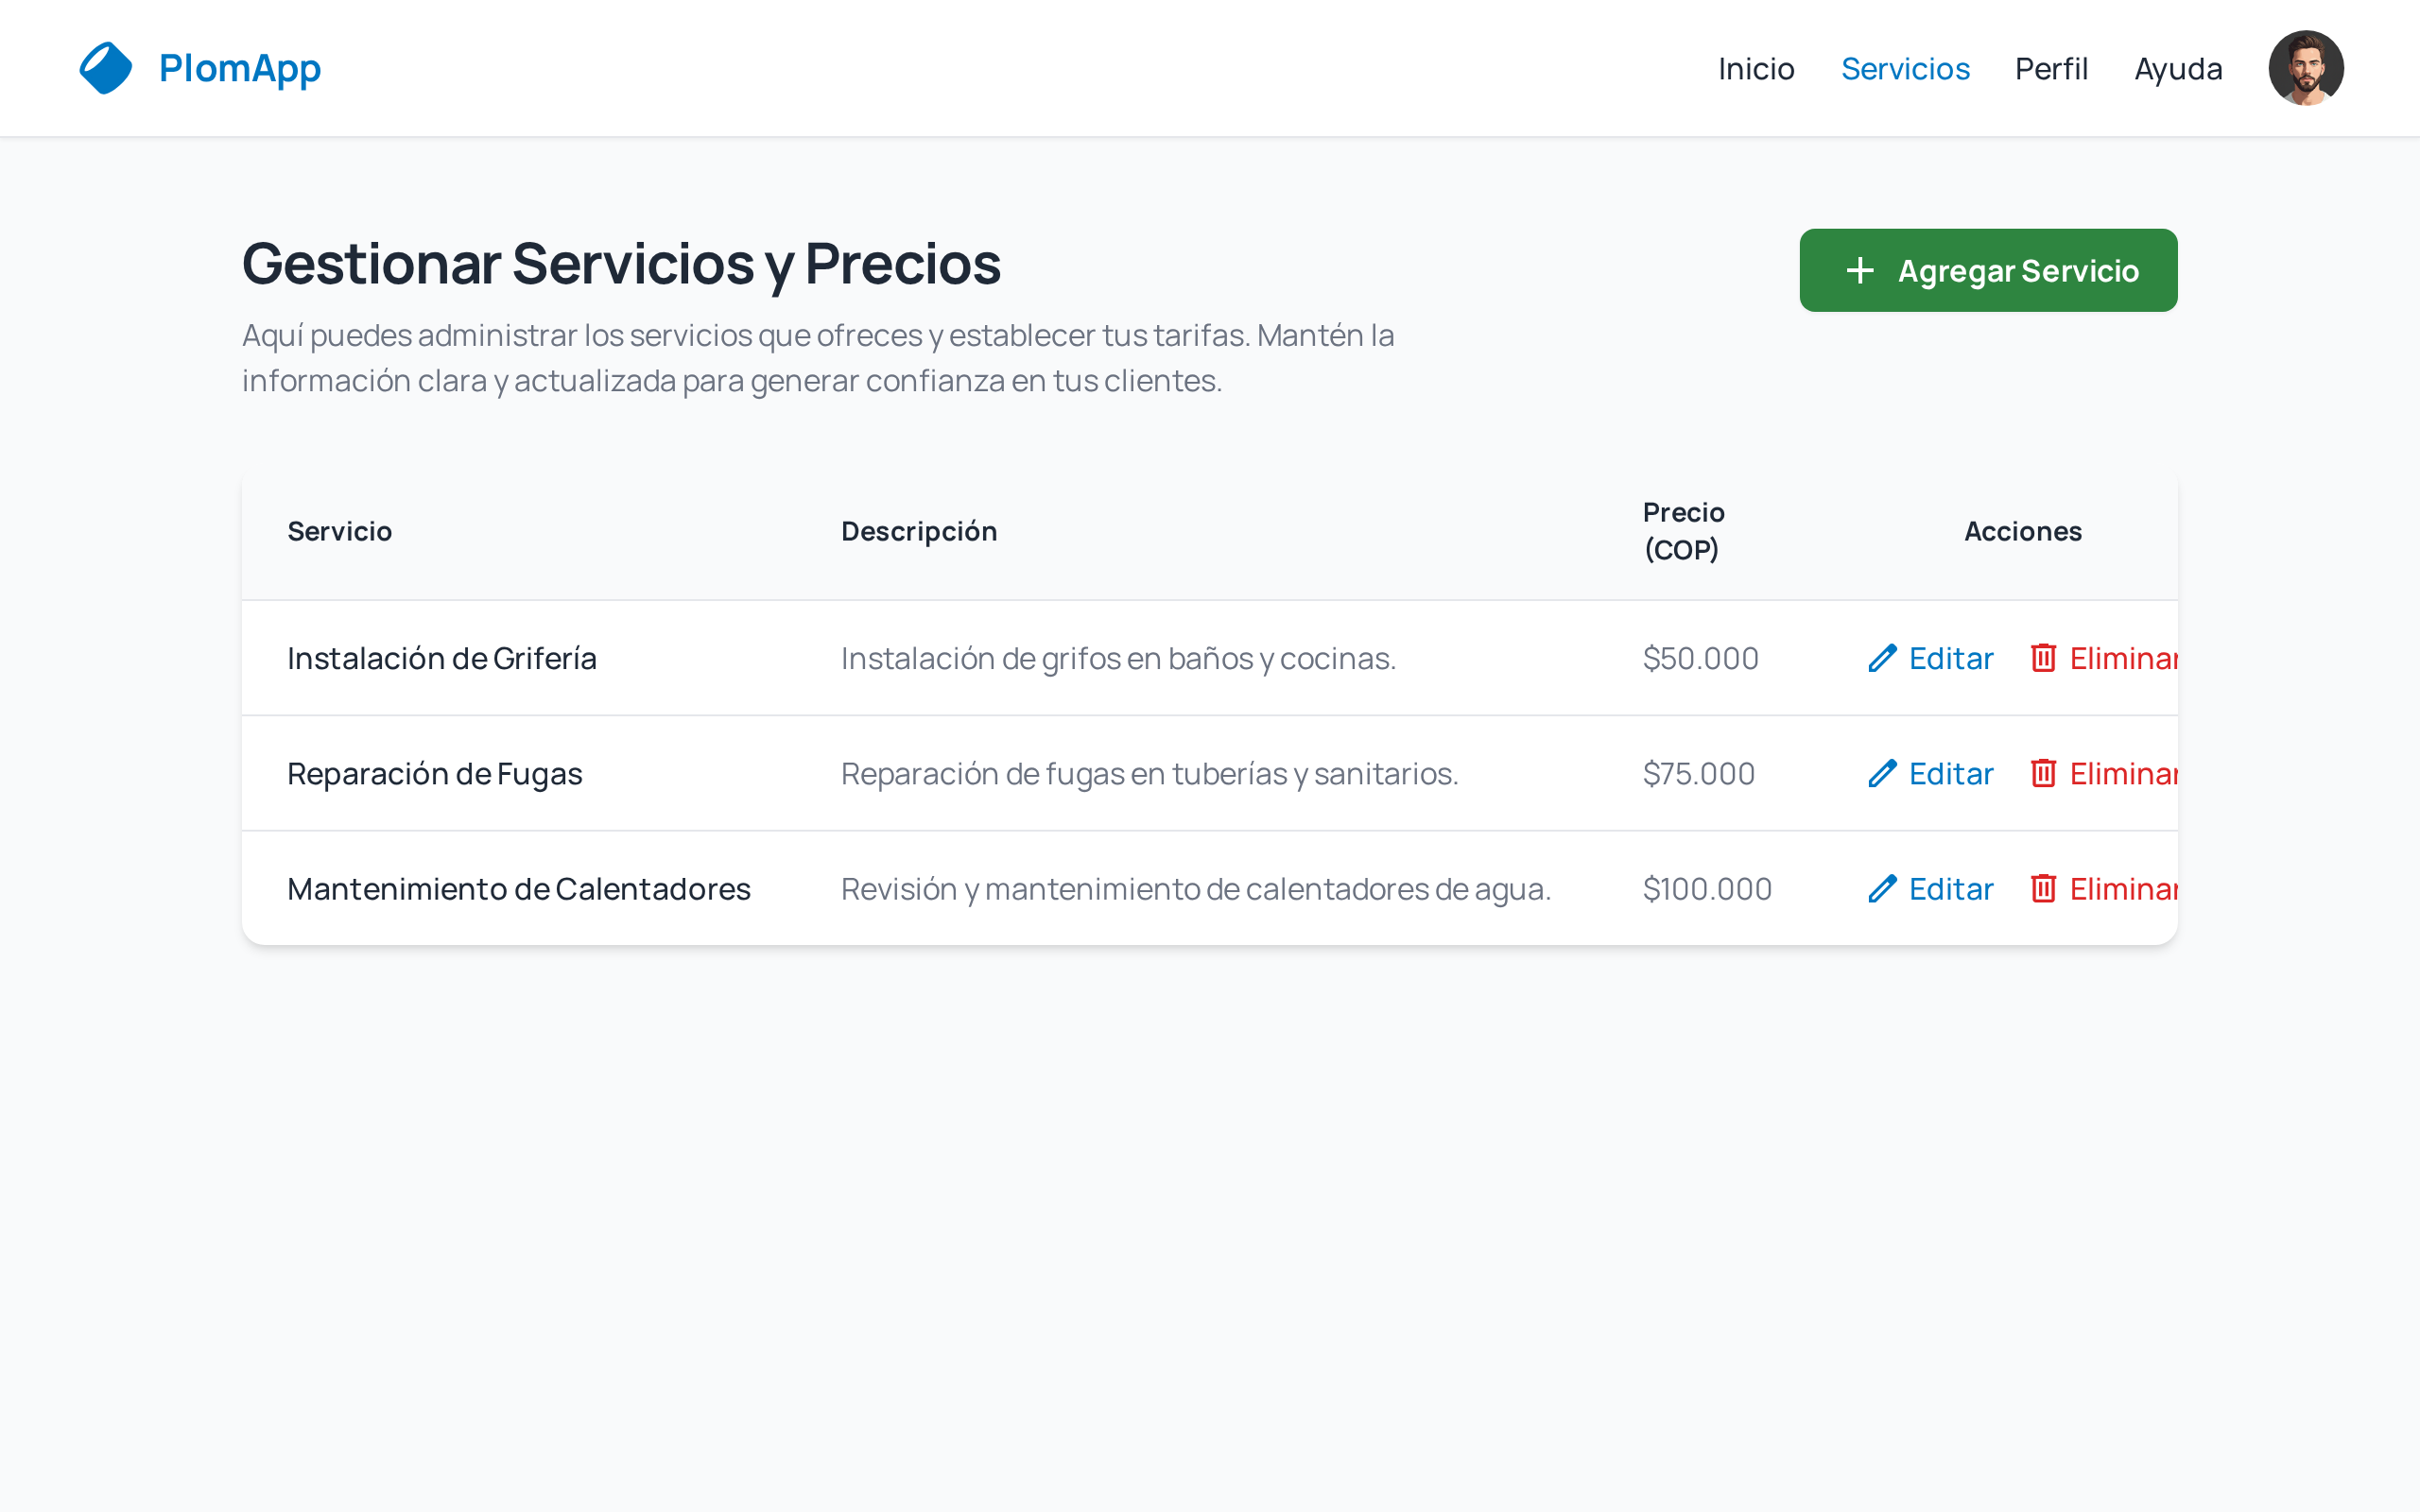 PlomApp
Inicio
Servicios
Perfil
Ayuda
Gestionar Servicios y Precios
Agregar Servicio
Aquí puedes administrar los servicios que ofreces y establecer tus tarifas. Mantén la
información clara y actualizada para generar confianza en tus clientes.
Servicio
Descripción
Precio
(COP)
Acciones
Instalación de Grifería
Instalación de grifos en baños y cocinas.
$50.000
Editar
Eliminar
Reparación de Fugas
Reparación de fugas en tuberías y sanitarios.
$75.000
Editar
Eliminar
Mantenimiento de Calentadores
Revisión y mantenimiento de calentadores de agua.
$100.000
Editar
Eliminar